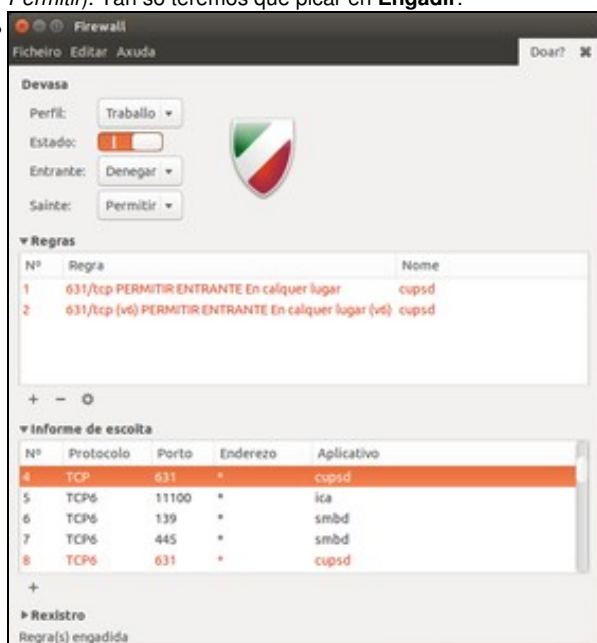 Permitir). Tan só teremos que picar en Engadir.
Firewall
Ficheiro Editar Axuda Doar? ✖
Devasa
Perfil: Traballo
Estado:
Entrante: Denegar
Sainte: Permitir
Regras
Nº Regra Nome
1 631/tcp PERMITIR ENTRANTE En calquer lugar cupsd
2 631/tcp (v6) PERMITIR ENTRANTE En calquer lugar (v6) cupsd
+ −
Informe de escoita
Nº Protocolo Porto Enderezo Aplicativo
4 TCP 631 * cupsd
5 TCP6 11100 * ica
6 TCP6 139 * smbd
7 TCP6 445 * smbd
8 TCP6 631 * cupsd
+
Rexistro
Regra(s) engadida